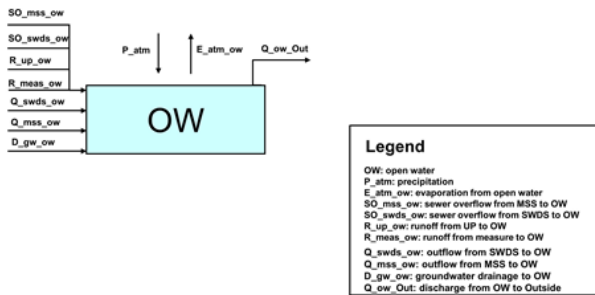 SO_mss_ow
SO_swds_ow
R_up_ow
R_meas_ow
Q_swds_ow
Q_mss_ow
D_gw_ow
P_atm
E_atm_ow
Q_ow_Out
OW
Legend
OW: open water
P_atm: precipitation
E_atm_ow: evaporation from open water
SO_mss_ow: sewer overflow from MSS to OW
SO_swds_ow: sewer overflow from SWDS to OW
R_up_ow: runoff from UP to OW
R_meas_ow: runoff from measure to OW
Q_swds_ow: outflow from SWDS to OW
Q_mss_ow: outflow from MSS to OW
D_gw_ow: groundwater drainage to OW
Q_ow_Out: discharge from OW to Outside